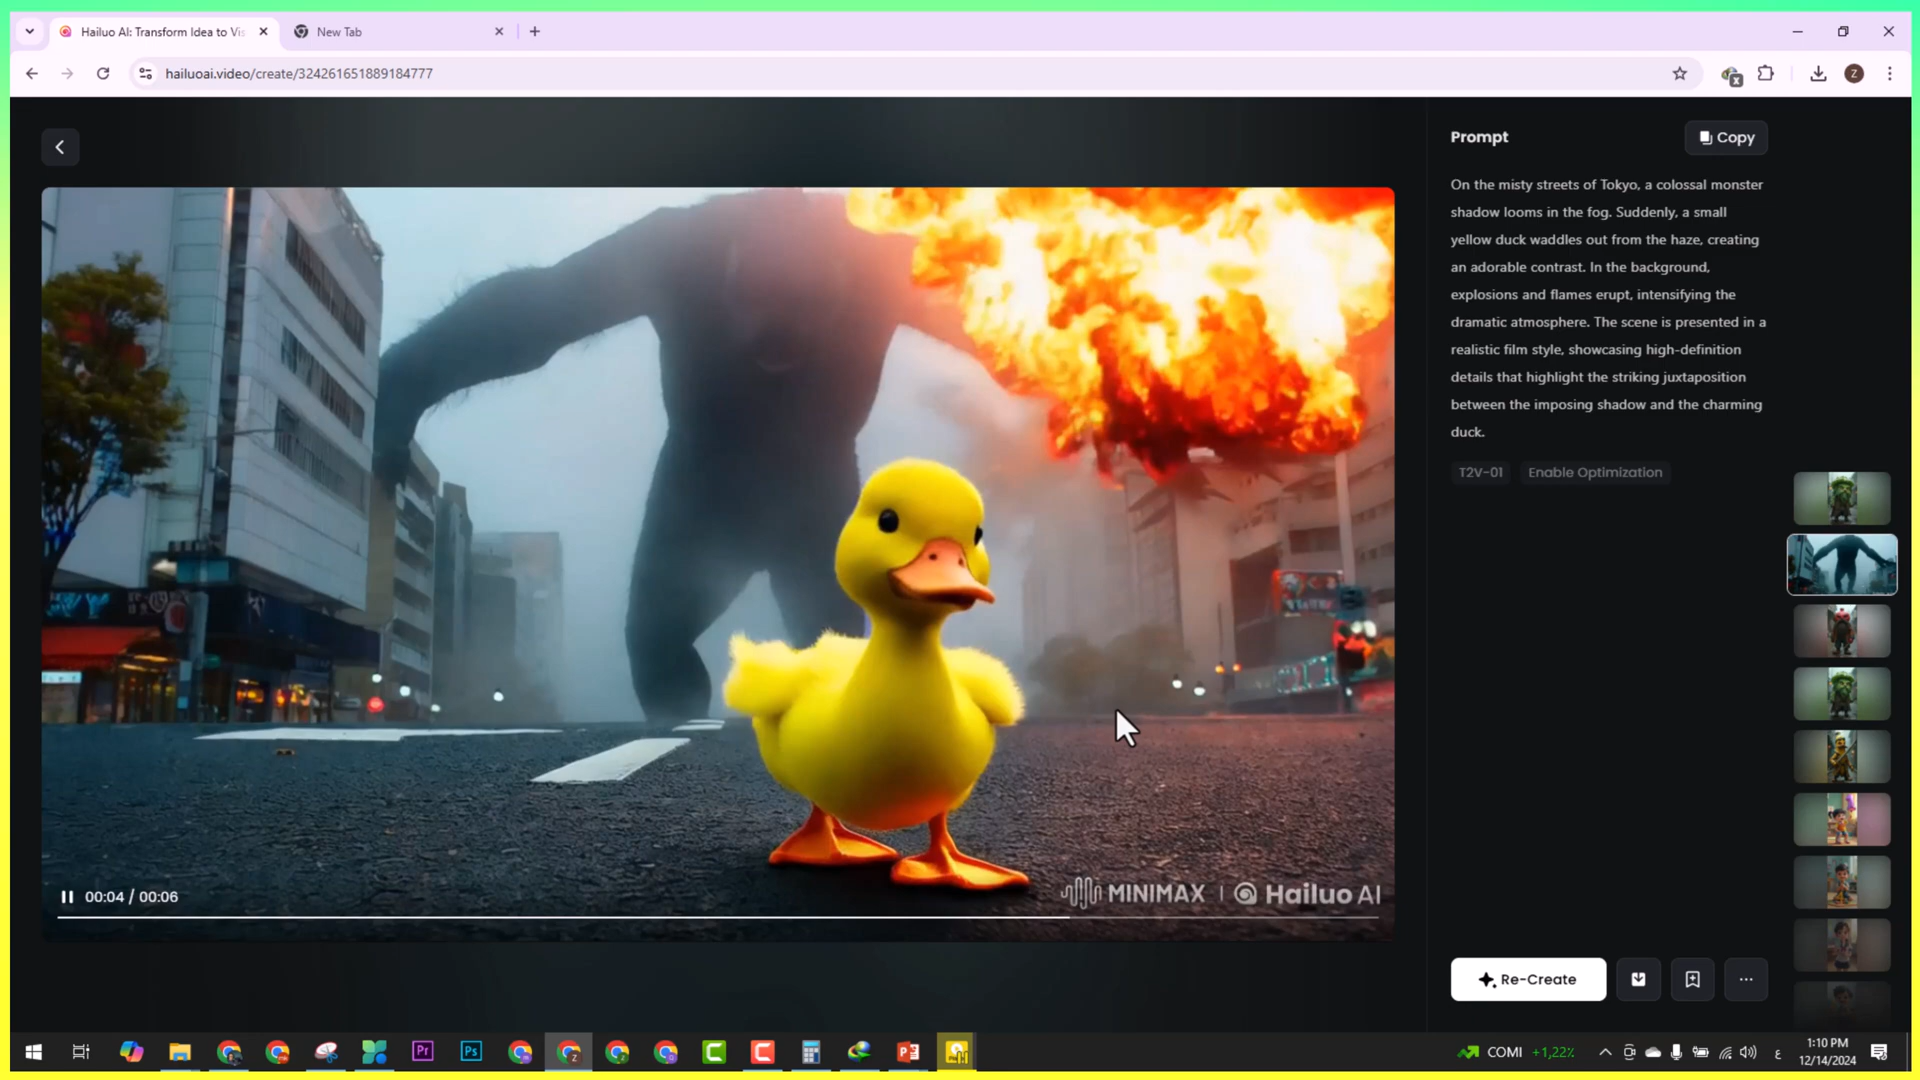 Hailuo AI: Transform Idea to Vis
New Tab
hailuoai.video/create/324261651889184777
Z
Prompt
Copy
On the misty streets of Tokyo, a colossal monster
shadow looms in the fog. Suddenly, a small
yellow duck waddles out from the haze, creating
an adorable contrast. In the background,
explosions and flames erupt, intensifying the
dramatic atmosphere. The scene is presented in a
realistic film style, showcasing high-definition
details that highlight the striking juxtaposition
between the imposing shadow and the charming
duck.
T2V-01
Enable Optimization
00:04 / 00:06
MINIMAX | Hailuo AI
Re-Create
Pr
Ps
COMI +1,22%
ع
1:10 PM
12/14/2024